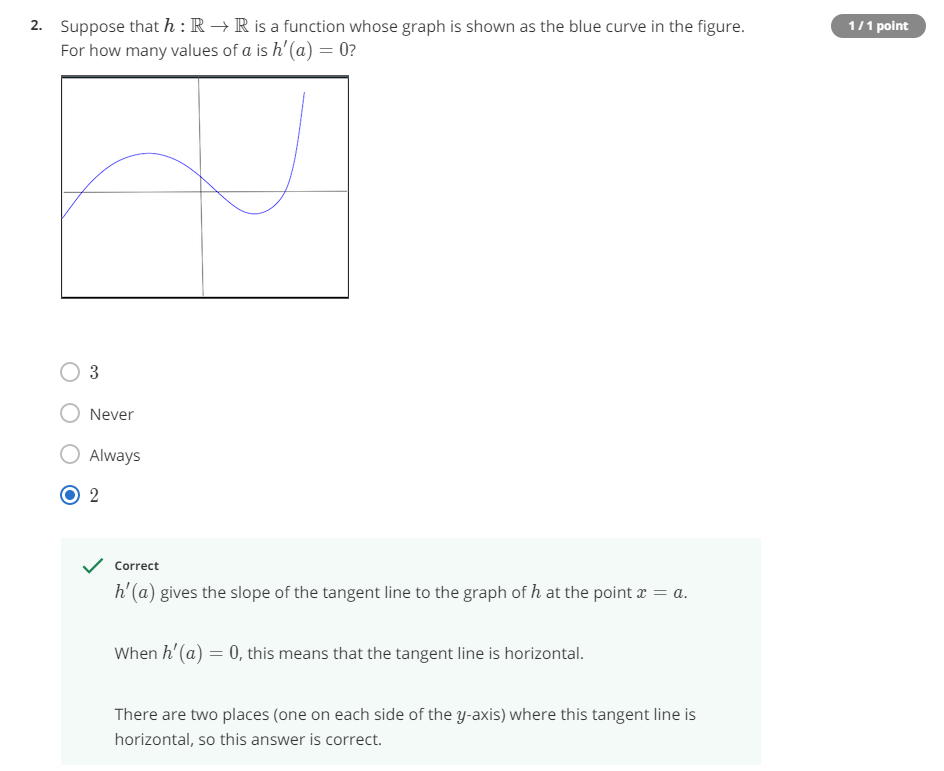 2. Suppose that h : ℝ → ℝ is a function whose graph is shown as the blue curve in the figure.
1 / 1 point
For how many values of a is h′(a) = 0?
3
Never
Always
2
Correct
h′(a) gives the slope of the tangent line to the graph of h at the point x = a.
When h′(a) = 0, this means that the tangent line is horizontal.
There are two places (one on each side of the y-axis) where this tangent line is
horizontal, so this answer is correct.